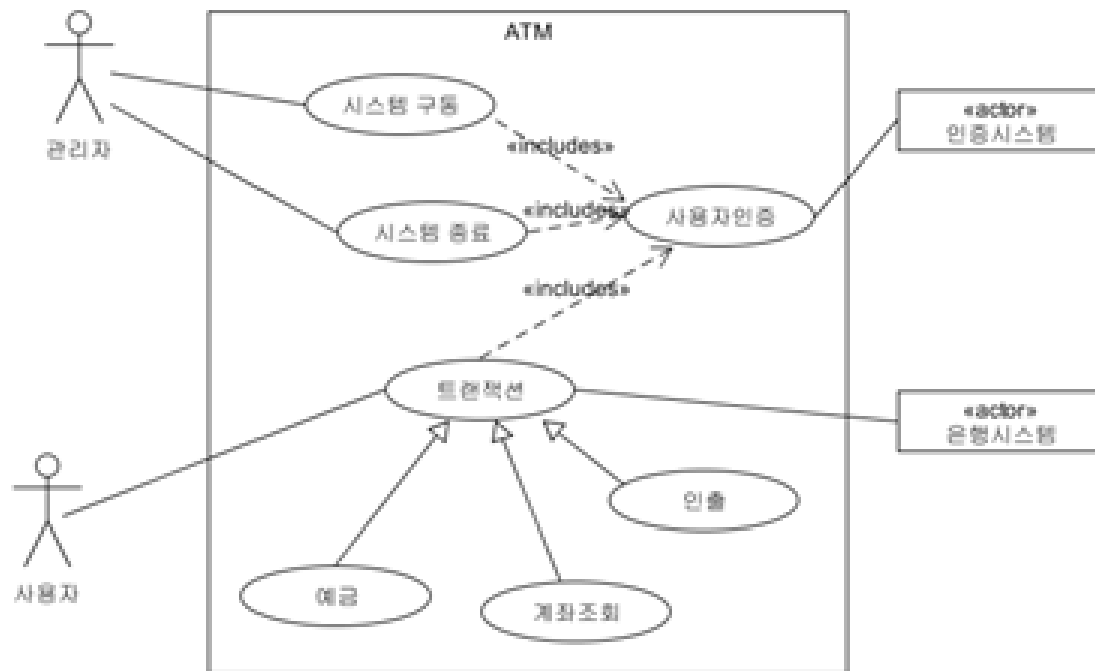 ATM
관리자
시스템 구동
«includes»
«actor»
인증시스템
시스템 종료
«includes»
사용자인증
«includes»
트랜잭션
«actor»
은행시스템
사용자
인출
예금
계좌조회